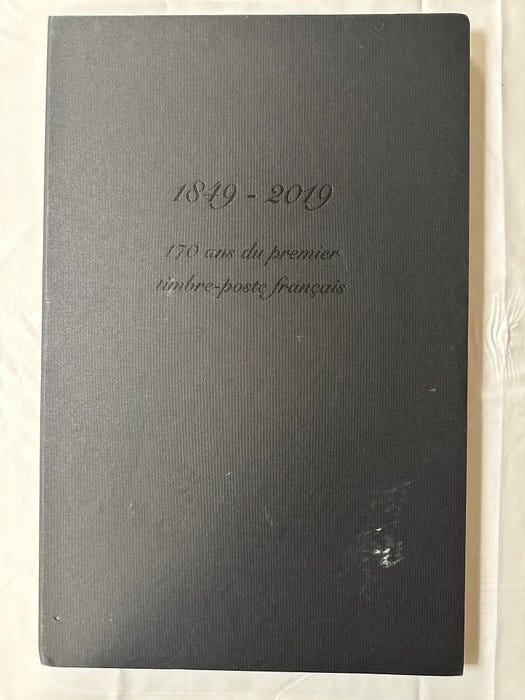 1849 - 2019
170 ans du premier
timbre-poste français